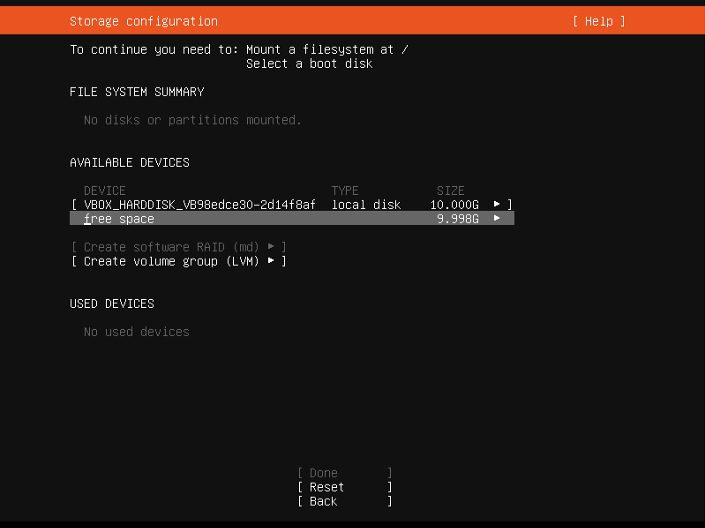 Storage configuration [ Help ]
To continue you need to: Mount a filesystem at /
Select a boot disk
FILE SYSTEM SUMMARY
No disks or partitions mounted.
AVAILABLE DEVICES
DEVICE TYPE SIZE
[ VBOX_HARDDISK_VB98edce30-2d14f8af local disk 10.000G ▸ ]
free space 9.998G ▸
[ Create software RAID (md) ▸ ]
[ Create volume group (LVM) ▸ ]
USED DEVICES
No used devices
[ Done ]
[ Reset ]
[ Back ]